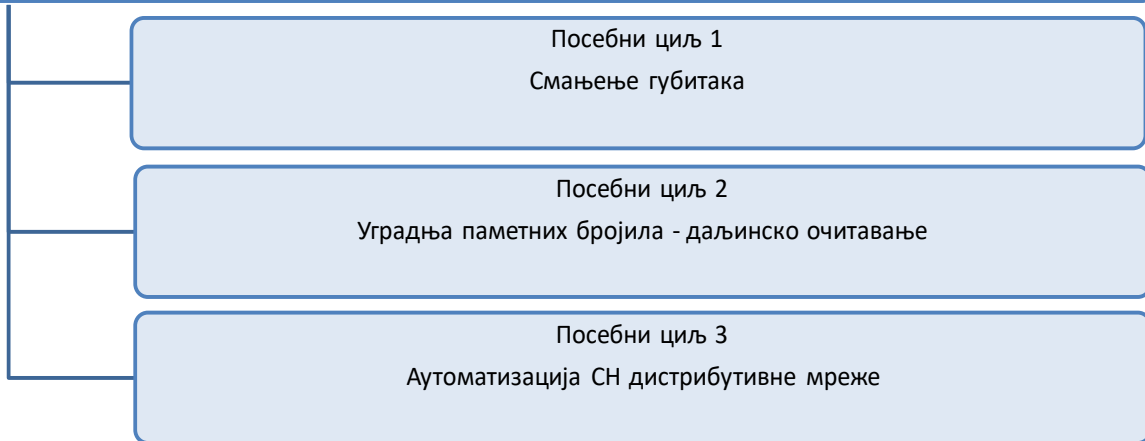 Посебни циљ 1
Смањење губитака
Посебни циљ 2
Уградња паметних бројила - даљинско очитавање
Посебни циљ 3
Аутоматизација СН дистрибутивне мреже